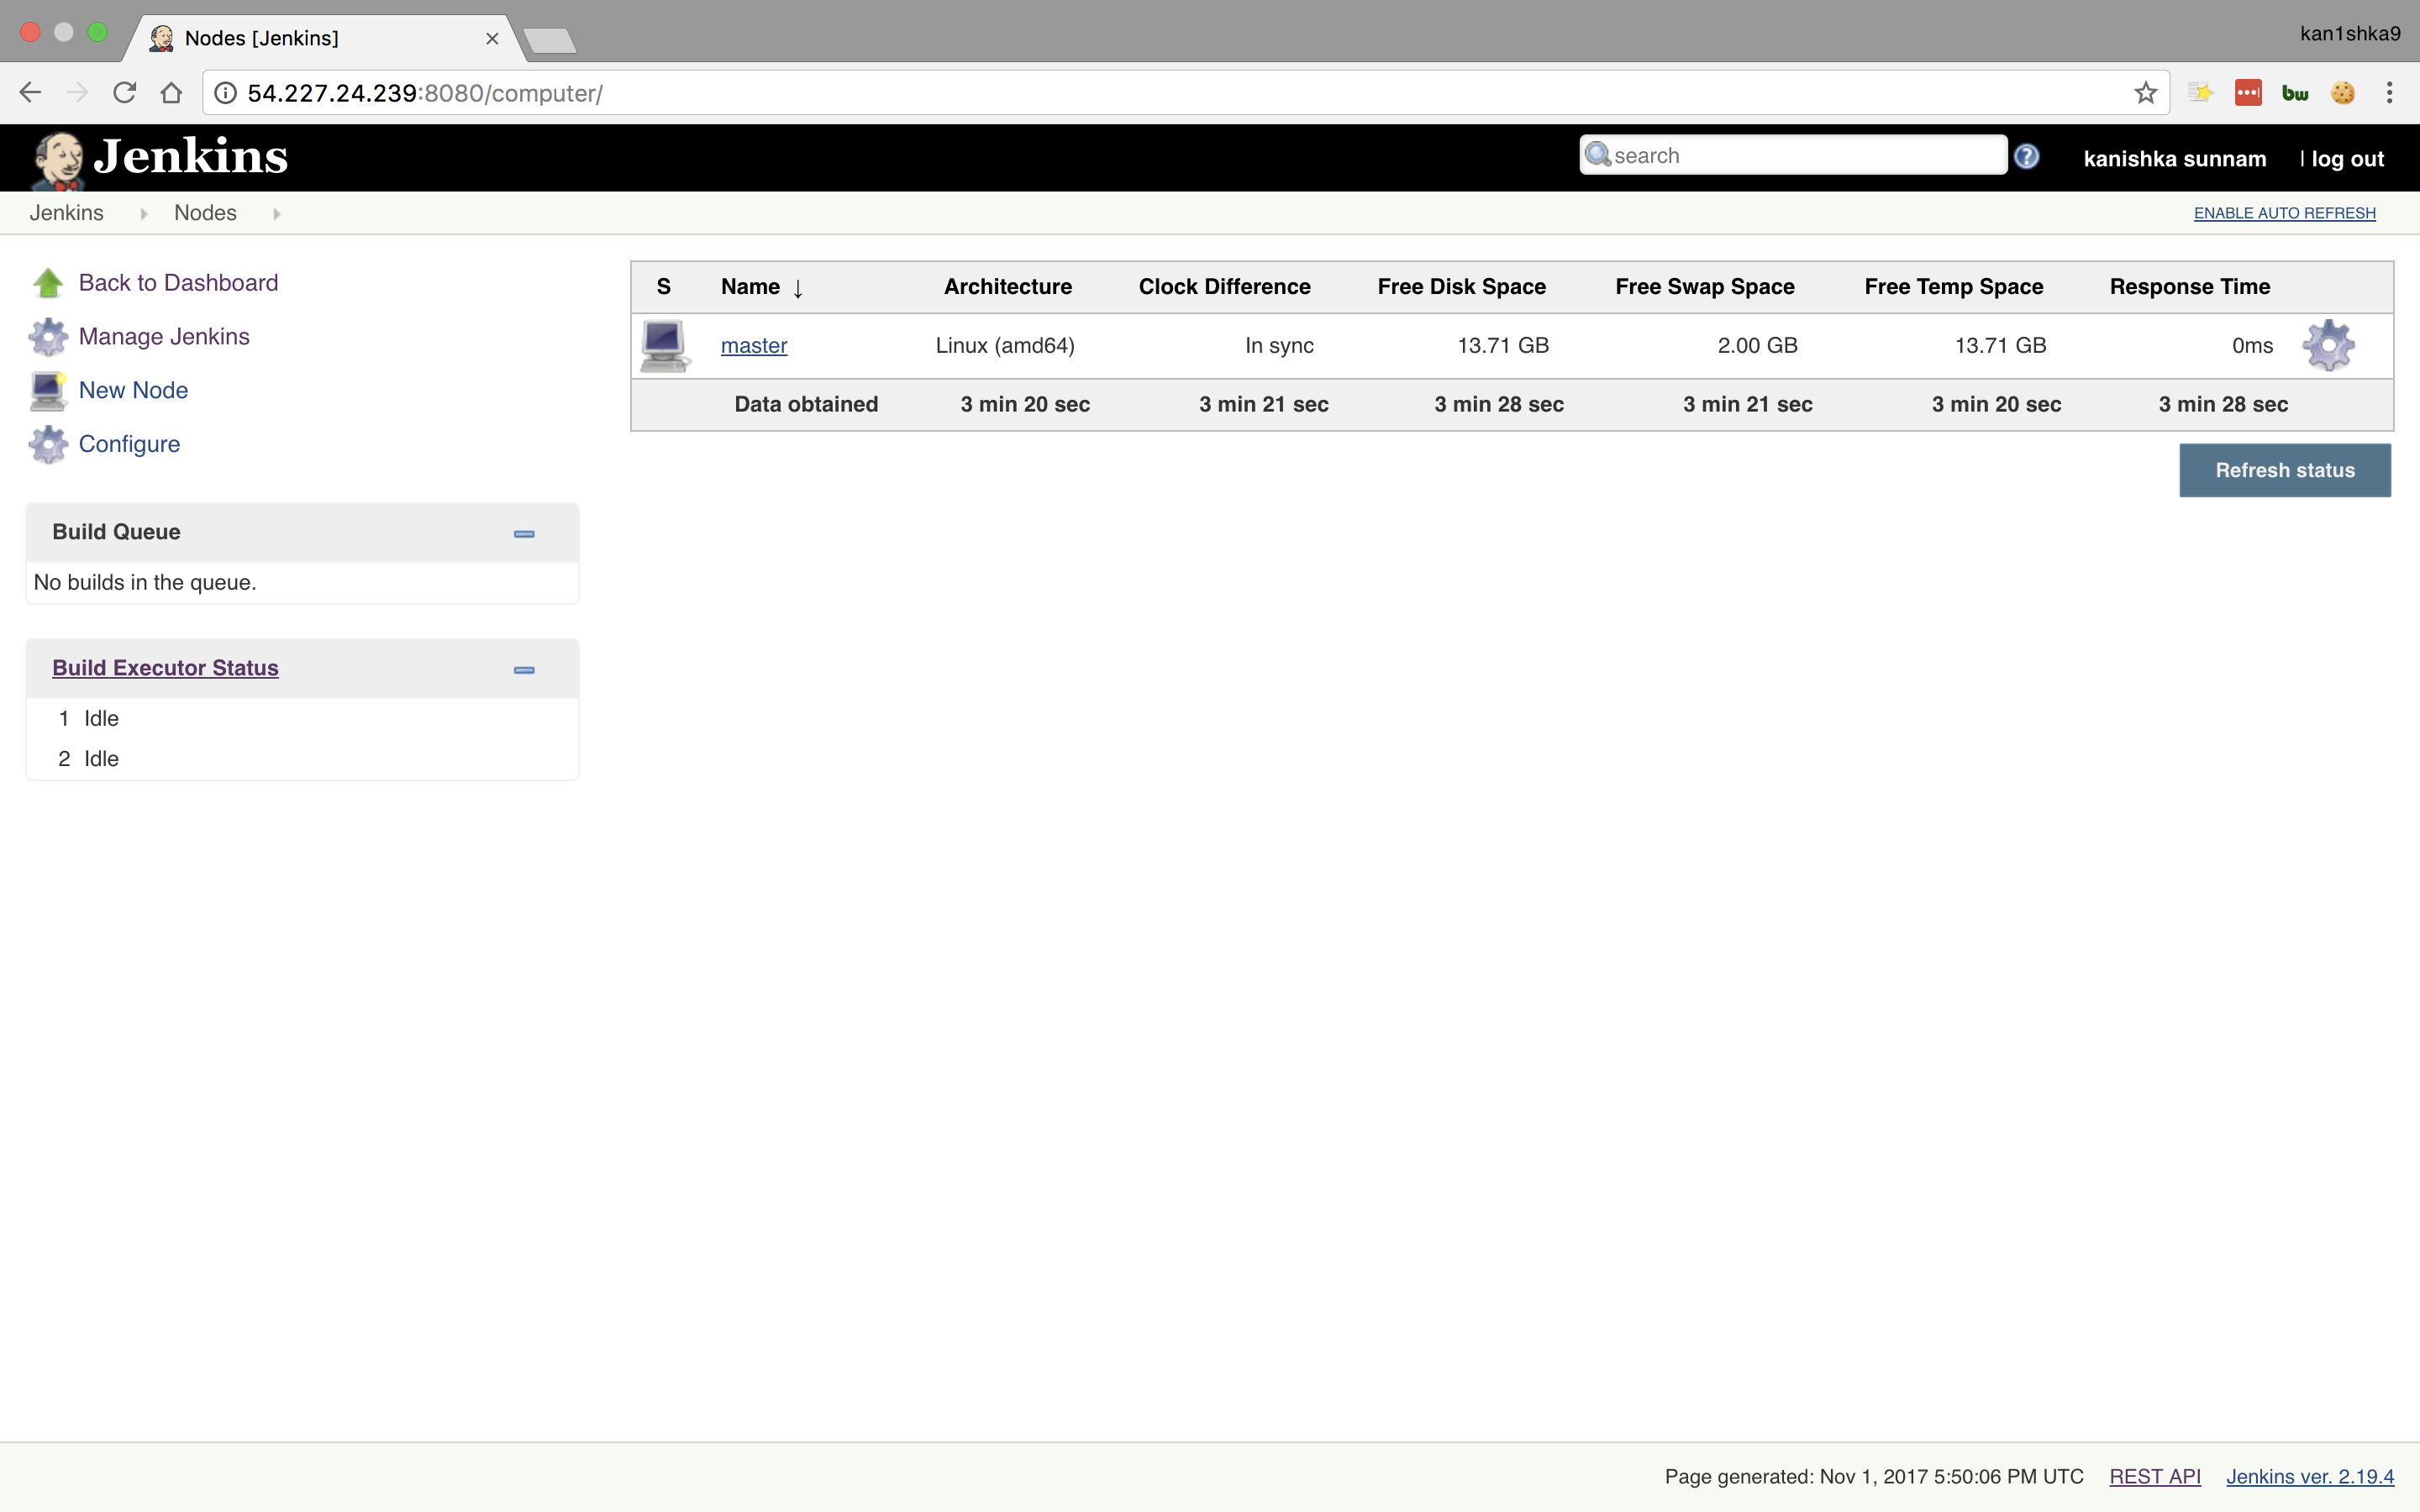 Nodes [Jenkins]
kan1shka9
54.227.24.239:8080/computer/
bw
Jenkins
search
kanishka sunnam | log out
Jenkins Nodes
ENABLE AUTO REFRESH
Back to Dashboard
Manage Jenkins
New Node
Configure
Build Queue
No builds in the queue.
Build Executor Status
1 Idle
2 Idle
S Name ↓ Architecture Clock Difference Free Disk Space Free Swap Space Free Temp Space Response Time
master Linux (amd64) In sync 13.71 GB 2.00 GB 13.71 GB 0ms
Data obtained 3 min 20 sec 3 min 21 sec 3 min 28 sec 3 min 21 sec 3 min 20 sec 3 min 28 sec
Refresh status
Page generated: Nov 1, 2017 5:50:06 PM UTC REST API Jenkins ver. 2.19.4